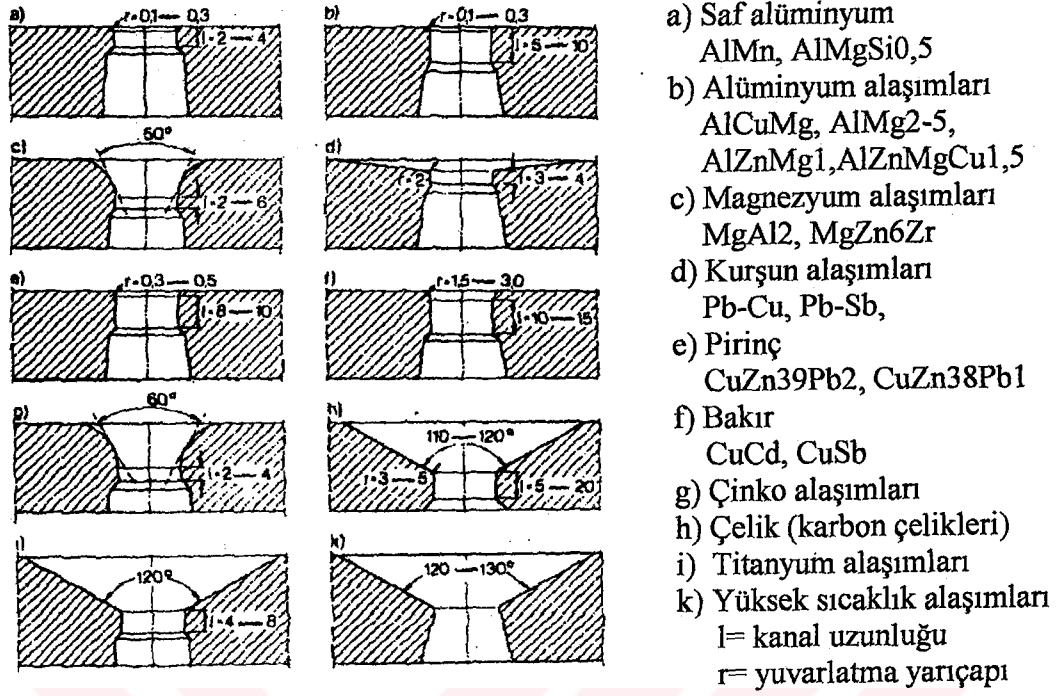 a)
r=0,1—0,3
l=2—4
b)
r=0,1—0,3
l=5—10
c)
60°
l=2—6
d)
r=2
l=3—4
e)
r=0,3—0,5
l=8—10
f)
r=1,5—3,0
l=10—15
g)
60°
l=2—4
h)
110—120°
r=3—5
l=5—20
i)
120°
l=4—8
k)
120—130°
a) Saf alüminyum
AlMn, AlMgSi0,5
b) Alüminyum alaşımları
AlCuMg, AlMg2-5,
AlZnMg1,AlZnMgCu1,5
c) Magnezyum alaşımları
MgAl2, MgZn6Zr
d) Kurşun alaşımları
Pb-Cu, Pb-Sb,
e) Pirinç
CuZn39Pb2, CuZn38Pb1
f) Bakır
CuCd, CuSb
g) Çinko alaşımları
h) Çelik (karbon çelikleri)
i) Titanyum alaşımları
k) Yüksek sıcaklık alaşımları
l= kanal uzunluğu
r= yuvarlatma yarıçapı